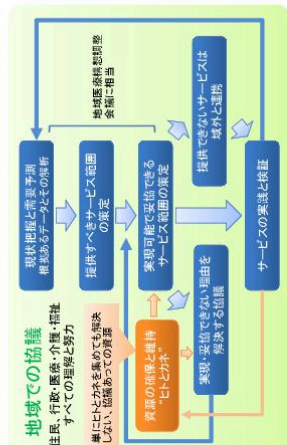 地域での協議
住民、行政・医療・介護・福祉
すべての理解と努力
現状把握と需要予測
根拠あるデータとその解析
地域医療構想調整
会議に相当
提供すべきサービス範囲
の策定
単にヒトとカネを集めても解決
しない、協議あっての資源
資源の確保と維持
“ヒトとカネ”
実現可能で妥協できる
サービス範囲の策定
提供できないサービスは
域外と連携
実現・妥協できない理由を
解決する協議
サービスの実践と検証